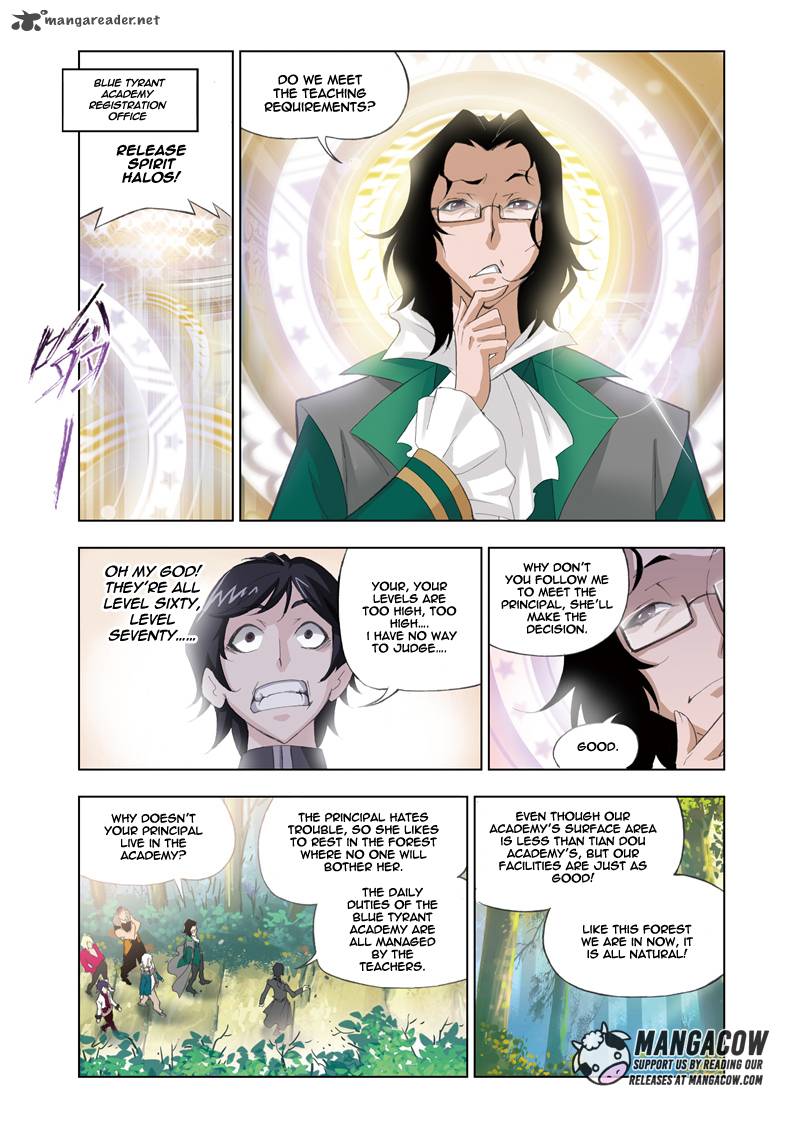 mangareader.net
BLUE TYRANT
ACADEMY
REGISTRATION
OFFICE
RELEASE
SPIRIT
HALOS!
DO WE MEET
THE TEACHING
REQUIREMENTS?
OH MY GOD!
THEY'RE ALL
LEVEL SIXTY,
LEVEL
SEVENTY......
YOUR, YOUR
LEVELS ARE
TOO HIGH, TOO
HIGH....
I HAVE NO WAY
TO JUDGE....
WHY DON'T
YOU FOLLOW ME
TO MEET THE
PRINCIPAL, SHE'LL
MAKE THE
DECISION.
GOOD.
WHY DOESN'T
YOUR PRINCIPAL
LIVE IN THE
ACADEMY?
THE PRINCIPAL HATES
TROUBLE, SO SHE LIKES
TO REST IN THE FOREST
WHERE NO ONE WILL
BOTHER HER.
THE DAILY
DUTIES OF THE
BLUE TYRANT
ACADEMY ARE
ALL MANAGED
BY THE
TEACHERS.
EVEN THOUGH OUR
ACADEMY'S SURFACE AREA
IS LESS THAN TIAN DOU
ACADEMY'S, BUT OUR
FACILITIES ARE JUST AS
GOOD!
LIKE THIS FOREST
WE ARE IN NOW, IT
IS ALL NATURAL!
MANGACOW
SUPPORT US BY READING OUR
RELEASES AT MANGACOW.COM